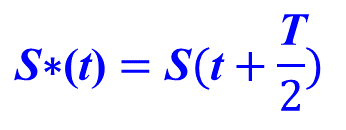 S*(t) = S(t + T/2)